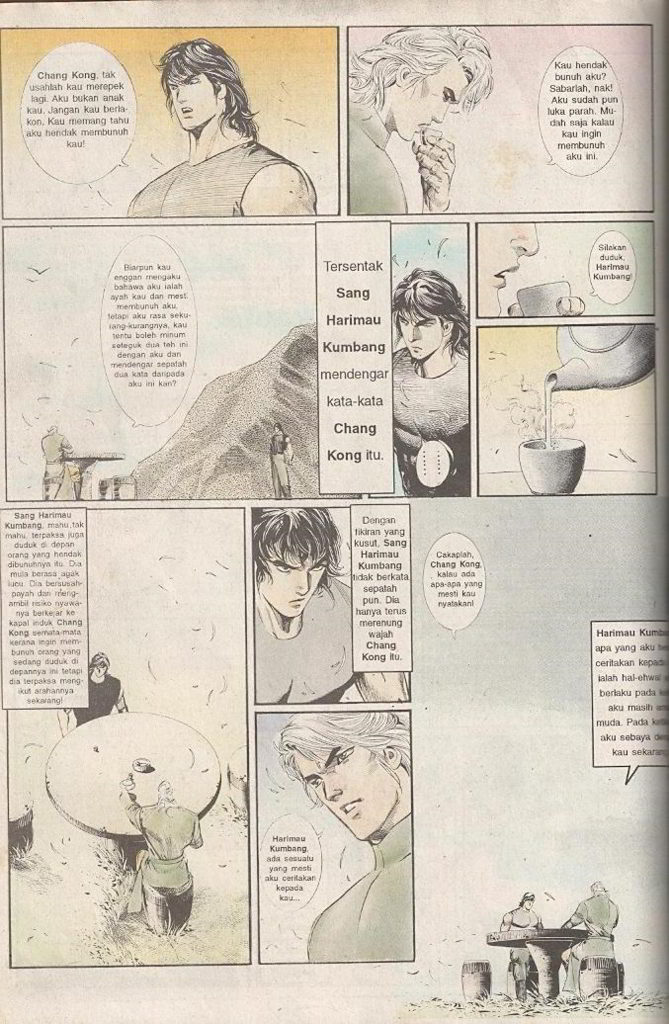 Chang Kong, tak
usahlah kau merepek
lagi. Aku bukan anak
kau. Jangan kau berla-
kon. Kau memang tahu
aku hendak membunuh
kau!
Kau hendak
bunuh aku?
Sabarlah, nak!
Aku sudah pun
luka parah. Mu-
dah saja kalau
kau ingin
membunuh
aku ini.
Biarpun kau
enggan mengaku
bahawa aku ialah
ayah kau dan mesti
membunuh aku,
tetapi aku rasa seku-
rang-kurangnya, kau
tentu boleh minum
seteguk dua teh ini
dengan aku dan
mendengar sepatah
dua kata daripada
aku ini kan?
Tersentak
Sang
Harimau
Kumbang
mendengar
kata-kata
Chang
Kong itu.
Silakan
duduk,
Harimau
Kumbang!
Sang Harimau
Kumbang, mahu tak
mahu, terpaksa juga
duduk di depan
orang yang hendak
dibunuhnya itu. Dia
mula berasa agak
lucu. Dia bersusah-
payah dan meng-
ambil risiko nyawa-
nya berkejar ke
kapal induk Chang
Kong semata-mata
kerana ingin mem-
bunuh orang yang
sedang duduk di
depannya ini tetapi
dia terpaksa meng-
ikut arahannya
sekarang!
Dengan
fikiran yang
kusut, Sang
Harimau
Kumbang
tidak berkata
sepatah
pun. Dia
hanya terus
merenung
wajah
Chang
Kong itu.
Cakaplah,
Chang Kong,
kalau ada
apa-apa yang
mesti kau
nyatakan!
Harimau
Kumbang,
ada sesuatu
yang mesti
aku ceritakan
kepada
kau...
Harimau
apa yang aku
ceritakan
ialah hal-ehwal
berlaku pada
aku masih
muda. Pada
aku sebaya
kau